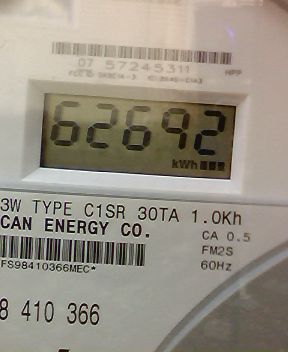 07 57245311
HPP
62692
kWh
3W TYPE C1SR 30TA 1.0Kh
CAN ENERGY CO.
CA 0.5
FM2S
60Hz
FS98410366MEC*
8 410 366